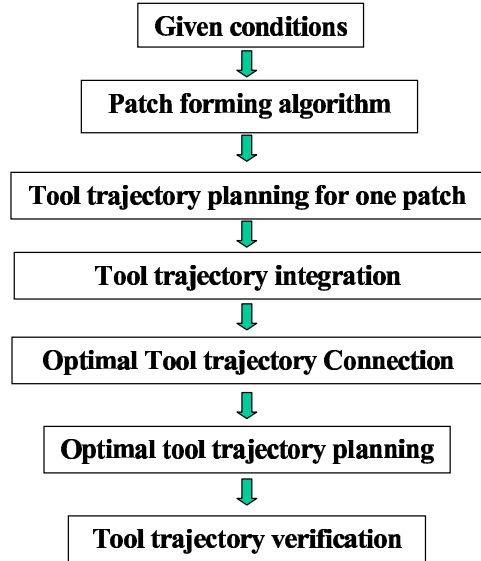 Given conditions
Patch forming algorithm
Tool trajectory planning for one patch
Tool trajectory integration
Optimal Tool trajectory Connection
Optimal tool trajectory planning
Tool trajectory verification